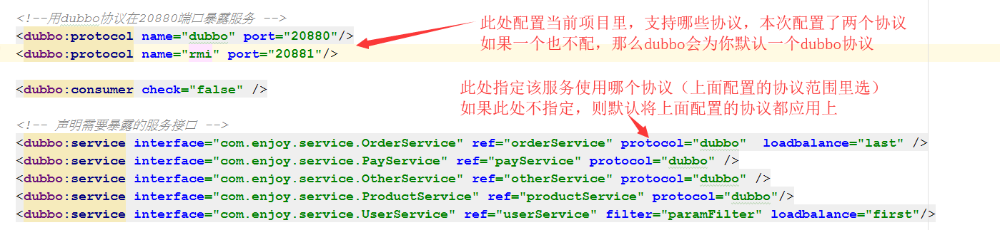 <!--用dubbo协议在20880端口暴露服务 -->
<dubbo:protocol name="dubbo" port="20880"/>
<dubbo:protocol name="rmi" port="20881"/>
此处配置当前项目里，支持哪些协议，本次配置了两个协议
如果一个也不配，那么dubbo会为你默认一个dubbo协议
<dubbo:consumer check="false" />
此处指定该服务使用哪个协议（上面配置的协议范围里选）
如果此处不指定，则默认将上面配置的协议都应用上
<!-- 声明需要暴露的服务接口 -->
<dubbo:service interface="com.enjoy.service.OrderService" ref="orderService" protocol="dubbo"  loadbalance="last" />
<dubbo:service interface="com.enjoy.service.PayService" ref="payService" protocol="dubbo" />
<dubbo:service interface="com.enjoy.service.OtherService" ref="otherService" protocol="dubbo" />
<dubbo:service interface="com.enjoy.service.ProductService" ref="productService" protocol="dubbo"/>
<dubbo:service interface="com.enjoy.service.UserService" ref="userService" filter="paramFilter" loadbalance="first"/>